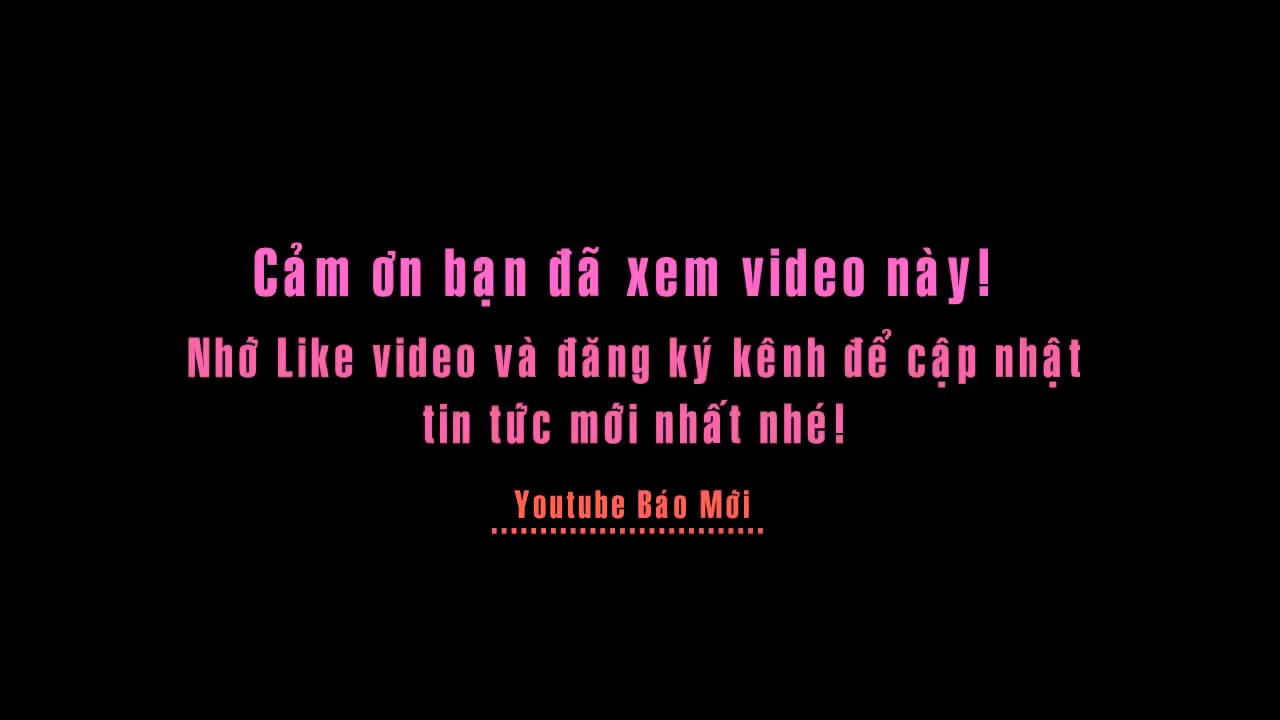 Cảm ơn bạn đã xem video này!
Nhớ Like video và đăng ký kênh để cập nhật
tin tức mới nhất nhé!
Youtube Báo Mới